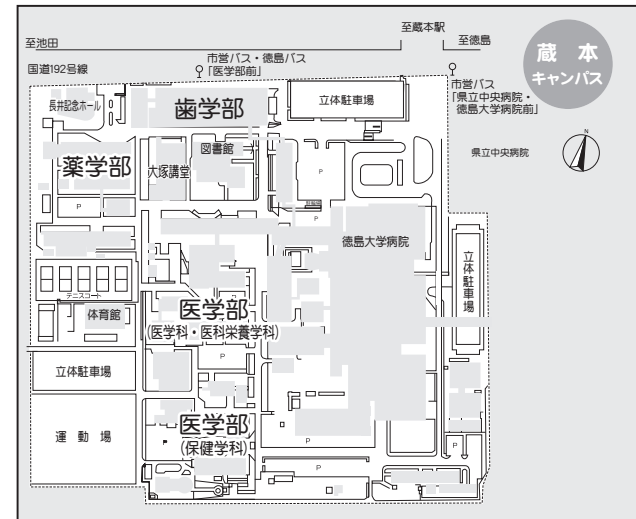 至蔵本駅
至池田
至徳島
市営バス・徳島バス
「医学部前」
国道192号線
蔵 本
キャンパス
市営バス
「県立中央病院・
徳島大学病院前」
県立中央病院
N
長井記念ホール
歯学部
立体駐車場
図書館
薬学部
大塚講堂
P
P
P
徳島大学病院
立体駐車場
テニスコート
体育館
医学部
(医学科・医科栄養学科)
P
P
立体駐車場
医学部
(保健学科)
運 動 場
P
P
P
P
P